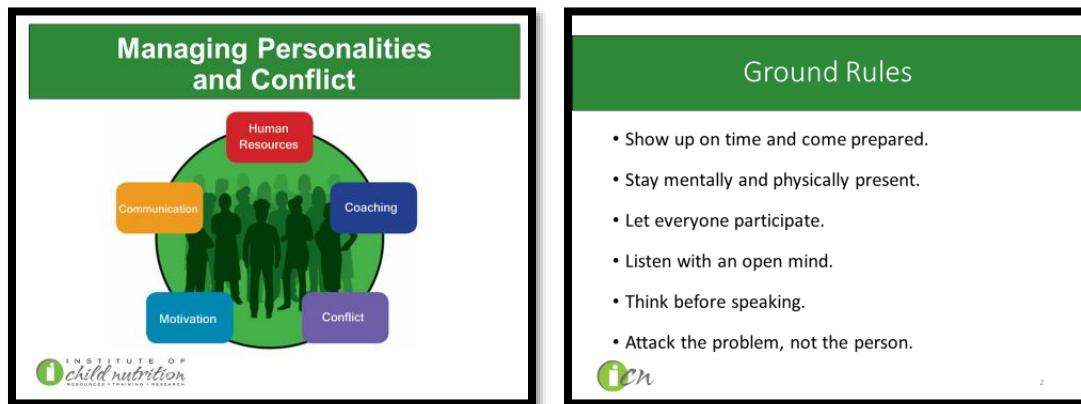 Managing Personalities
and Conflict
Human
Resources
Communication
Coaching
Motivation
Conflict
INSTITUTE OF
child nutrition
RESOURCES • TRAINING • RESEARCH
Ground Rules
• Show up on time and come prepared.
• Stay mentally and physically present.
• Let everyone participate.
• Listen with an open mind.
• Think before speaking.
• Attack the problem, not the person.
icn
2